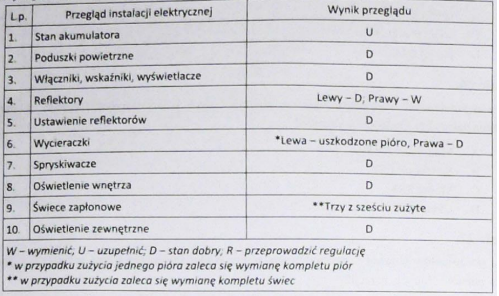 L.p. Przegląd instalacji elektrycznej Wynik przeglądu
1. Stan akumulatora U
2. Poduszki powietrzne D
3. Włączniki, wskaźniki, wyświetlacze D
4. Reflektory Lewy – D, Prawy – W
5. Ustawienie reflektorów D
6. Wycieraczki *Lewa – uszkodzone pióro, Prawa – D
7. Spryskiwacze D
8. Oświetlenie wnętrza D
9. Świece zapłonowe **Trzy z sześciu zużyte
10. Oświetlenie zewnętrzne D
W – wymienić; U – uzupełnić; D – stan dobry; R – przeprowadzić regulację
* w przypadku zużycia jednego pióra zaleca się wymianę kompletu piór
** w przypadku zużycia zaleca się wymianę kompletu świec